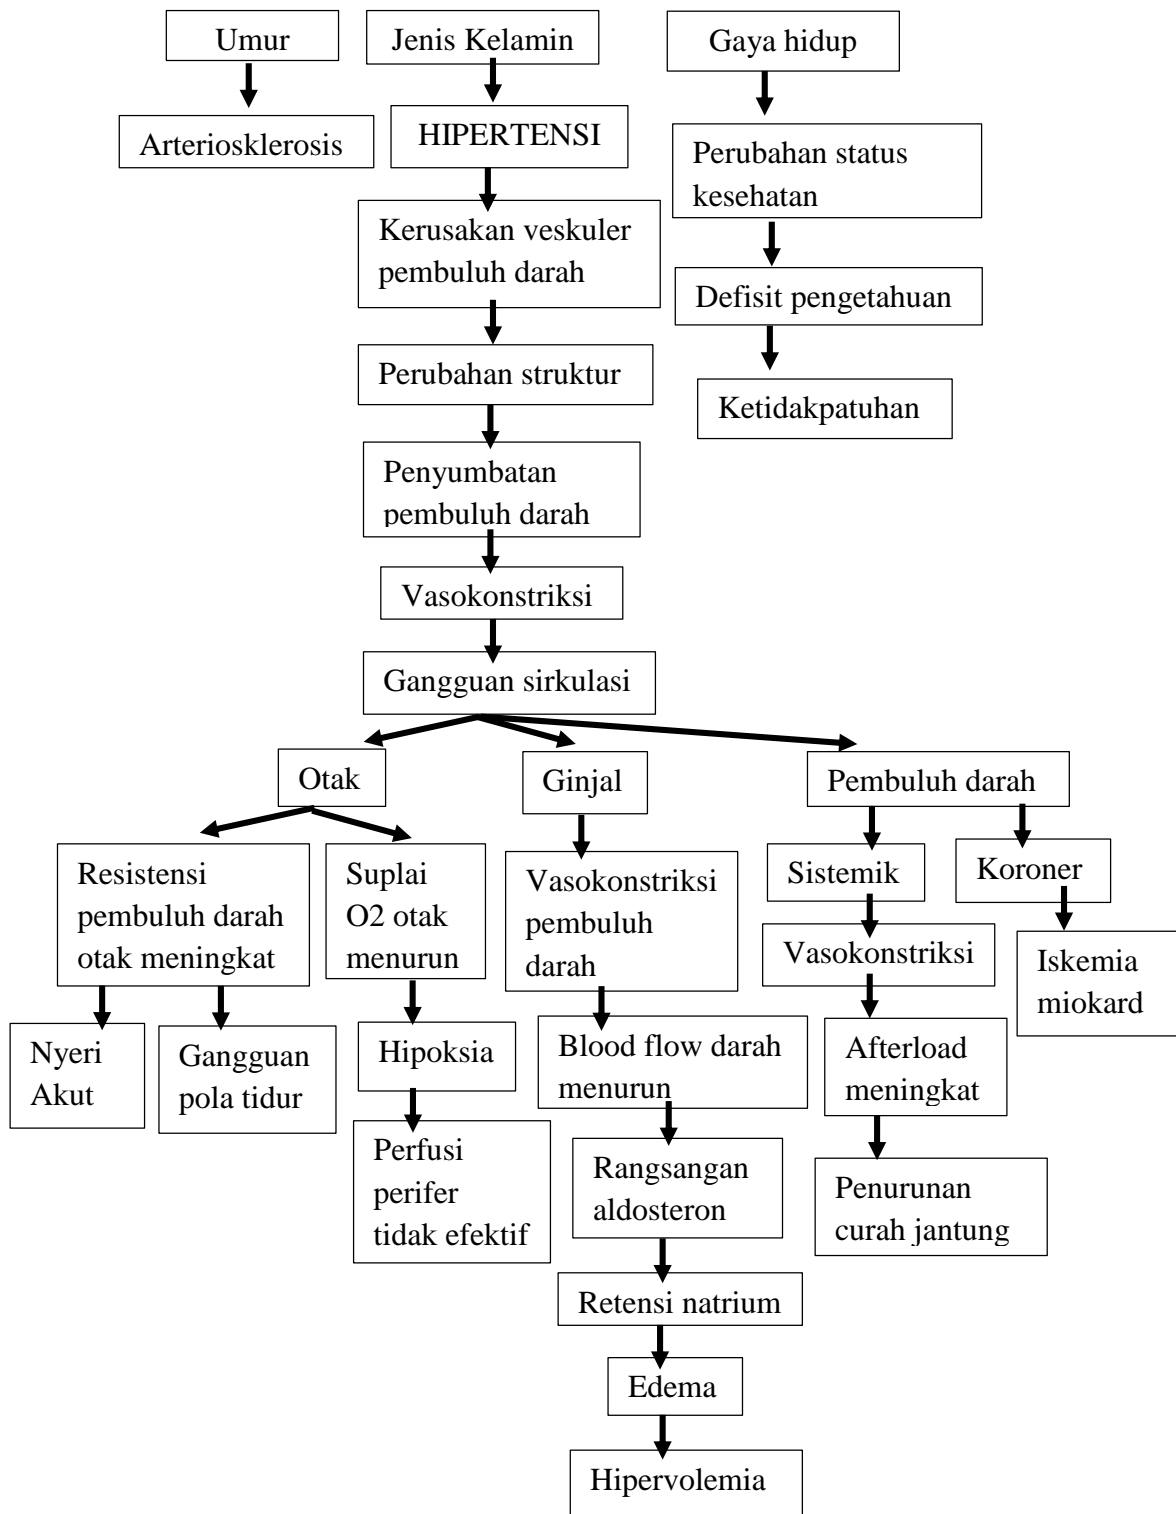 Umur
Jenis Kelamin
Gaya hidup
Arteriosklerosis
HIPERTENSI
Perubahan status
kesehatan
Kerusakan veskuler
pembuluh darah
Defisit pengetahuan
Perubahan struktur
Ketidakpatuhan
Penyumbatan
pembuluh darah
Vasokonstriksi
Gangguan sirkulasi
Otak
Ginjal
Pembuluh darah
Resistensi
pembuluh darah
otak meningkat
Suplai
O2 otak
menurun
Vasokonstriksi
pembuluh
darah
Sistemik
Koroner
Vasokonstriksi
Iskemia
miokard
Nyeri
Akut
Gangguan
pola tidur
Hipoksia
Blood flow darah
menurun
Afterload
meningkat
Perfusi
perifer
tidak efektif
Rangsangan
aldosteron
Penurunan
curah jantung
Retensi natrium
Edema
Hipervolemia